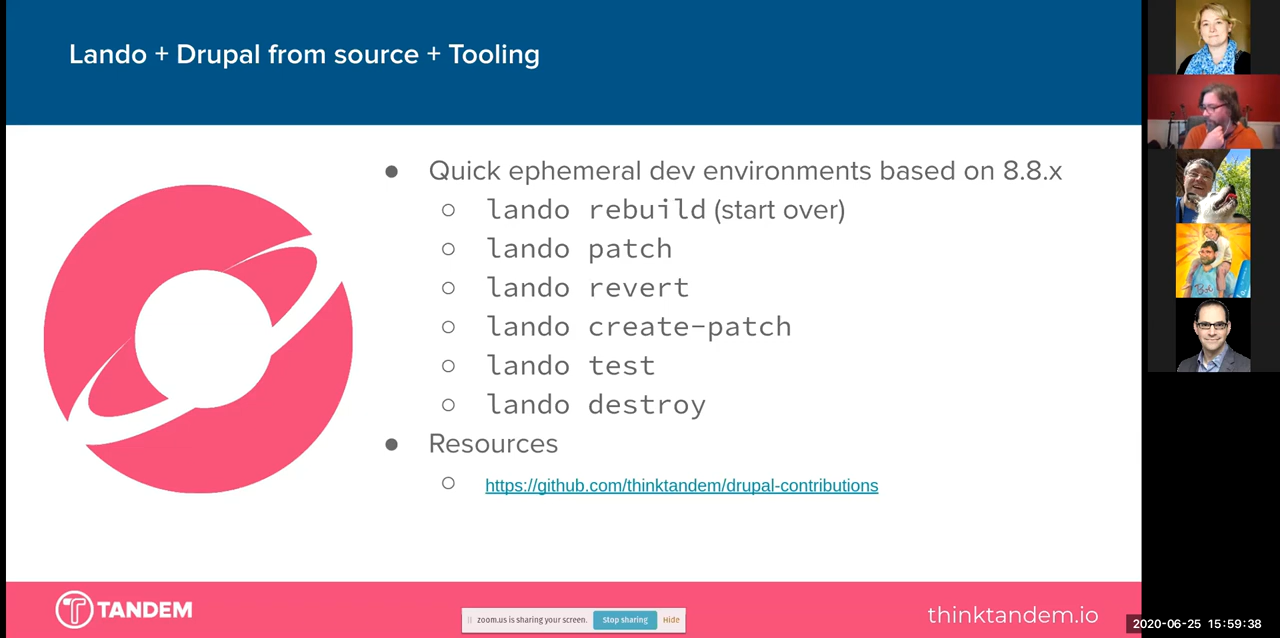 Lando + Drupal from source + Tooling
● Quick ephemeral dev environments based on 8.8.x
○ lando rebuild (start over)
○ lando patch
○ lando revert
○ lando create-patch
○ lando test
○ lando destroy
● Resources
○ https://github.com/thinktandem/drupal-contributions
TANDEM
zoom.us is sharing your screen. Stop sharing Hide
thinktandem.io
2020-06-25 15:59:38